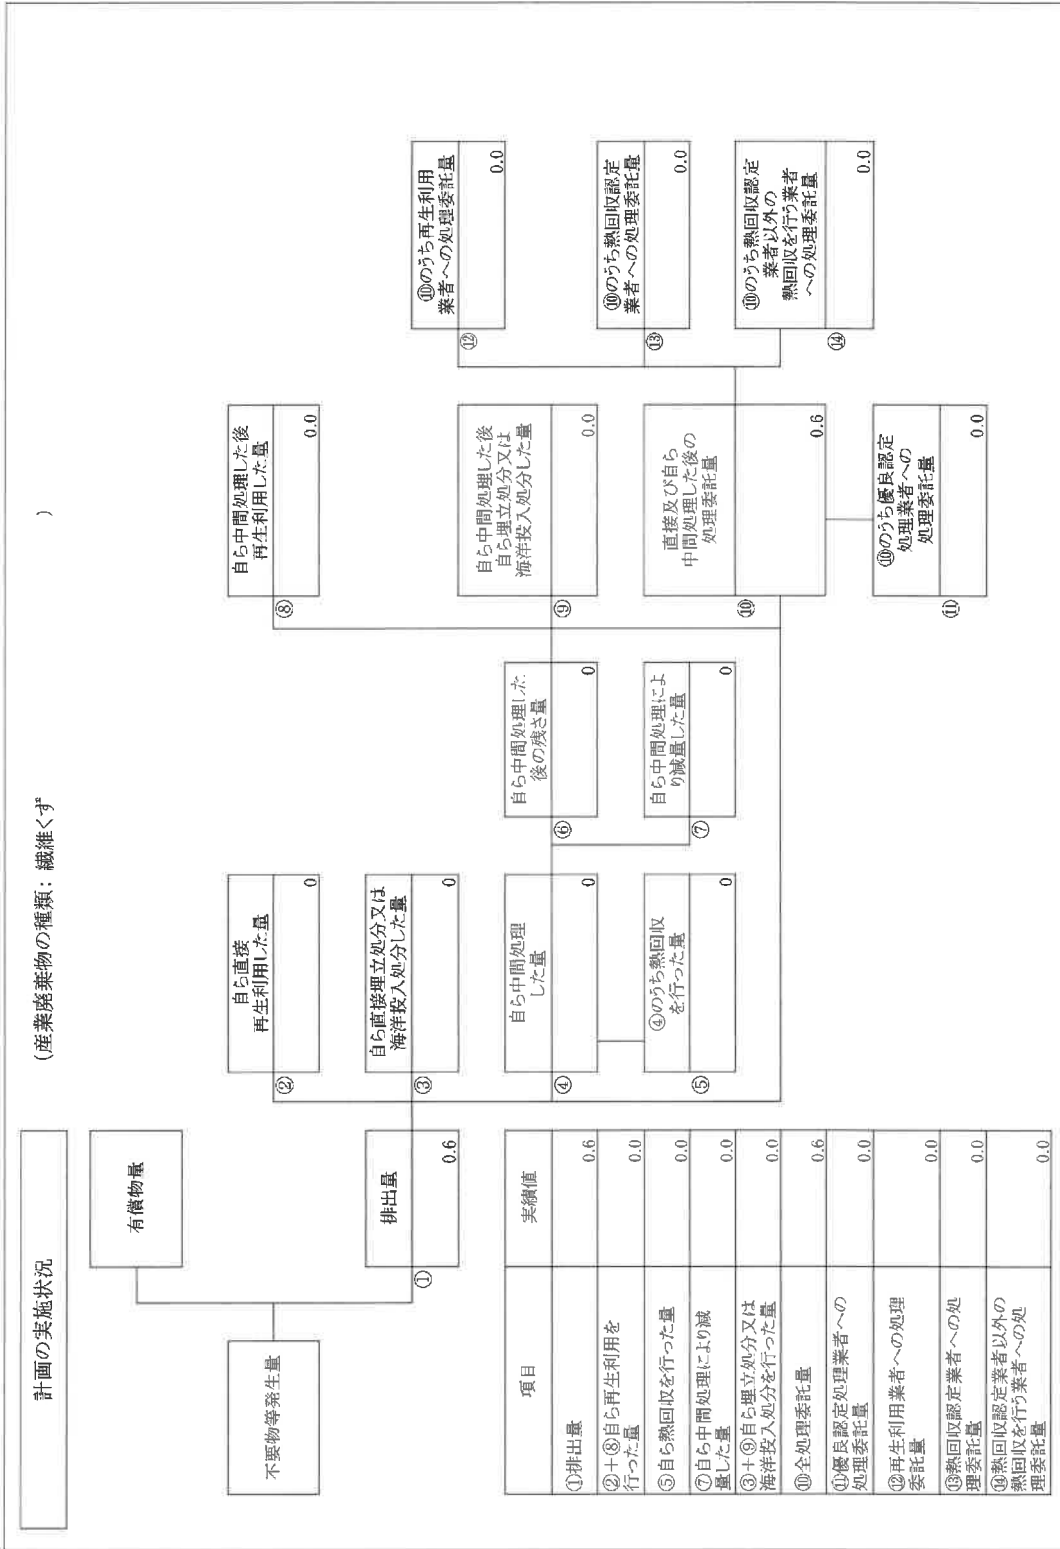 計画の実施状況
(産業廃棄物の種類: 繊維くず
)
不要物等発生量
有償物量
①
排出量
0.6
②
自ら直接
再生利用した量
0
③
自ら直接埋立処分又は
海洋投入処分した量
0
④
自ら中間処理
した量
0
⑤
④のうち熱回収
を行った量
0
⑥
自ら中間処理した
後の残さ量
0
⑦
自ら中間処理によ
り減量した量
0
⑧
自ら中間処理した後
再生利用した量
0.0
⑨
自ら中間処理した後
自ら埋立処分又は
海洋投入処分した量
0.0
⑩
直接及び自ら
中間処理した後の
処理委託量
0.6
⑪
⑩のうち優良認定
処理業者への
処理委託量
0.0
⑫
⑩のうち再生利用
業者への処理委託量
0.0
⑬
⑩のうち熱回収認定
業者への処理委託量
0.0
⑭
⑩のうち熱回収認定
業者以外の
熱回収を行う業者
への処理委託量
0.0
項目
実績値
①排出量
0.6
②+⑧自ら再生利用を
行った量
0.0
⑤自ら熱回収を行った量
0.0
⑦自ら中間処理により減
量した量
0.0
③+⑨自ら埋立処分又は
海洋投入処分を行った量
0.0
⑩全処理委託量
0.6
⑪優良認定処理業者への
処理委託量
0.0
⑫再生利用業者への処理
委託量
0.0
⑬熱回収認定業者への処
理委託量
0.0
⑭熱回収認定業者以外の
熱回収を行う業者への処
理委託量
0.0